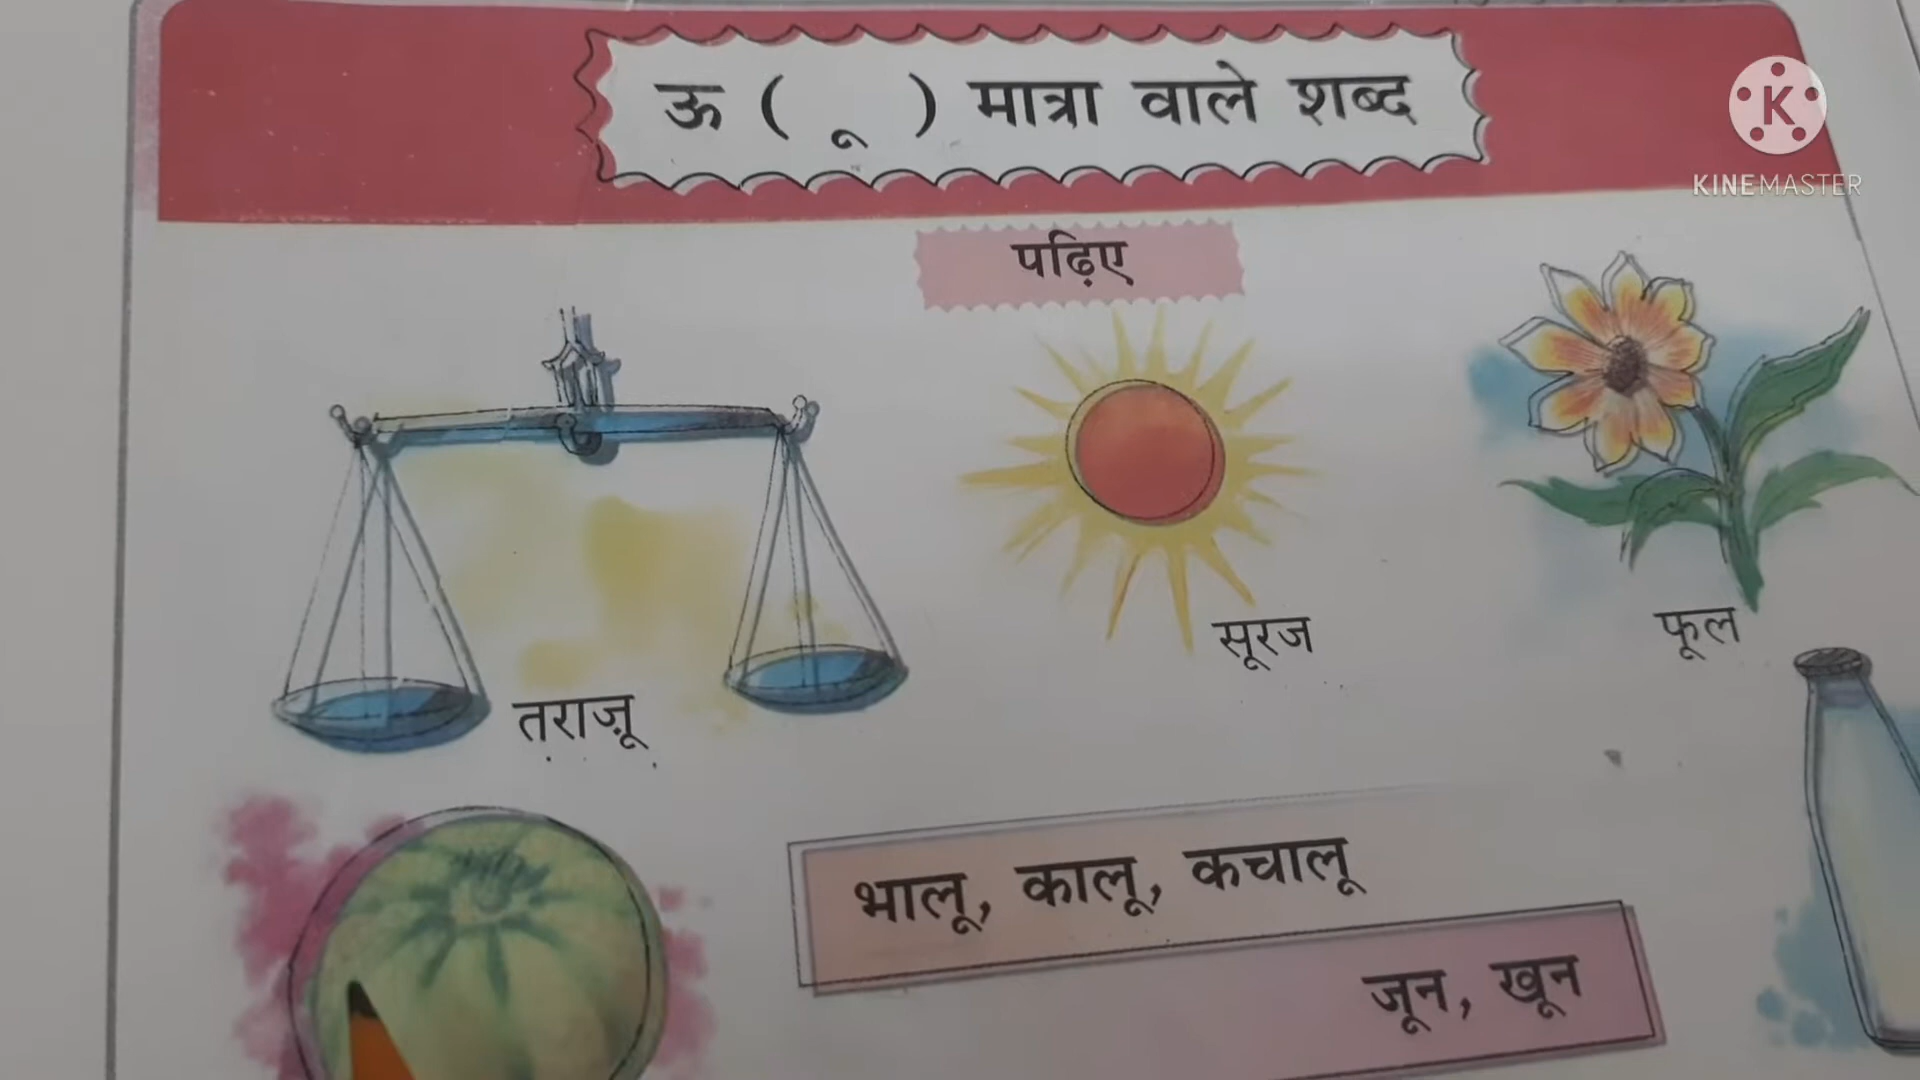 ऊ ( ू ) मात्रा वाले शब्द
K
KINEMASTER
पढ़िए
सूरज
फूल
तराज़ू
भालू, कालू, कचालू
जून, खून